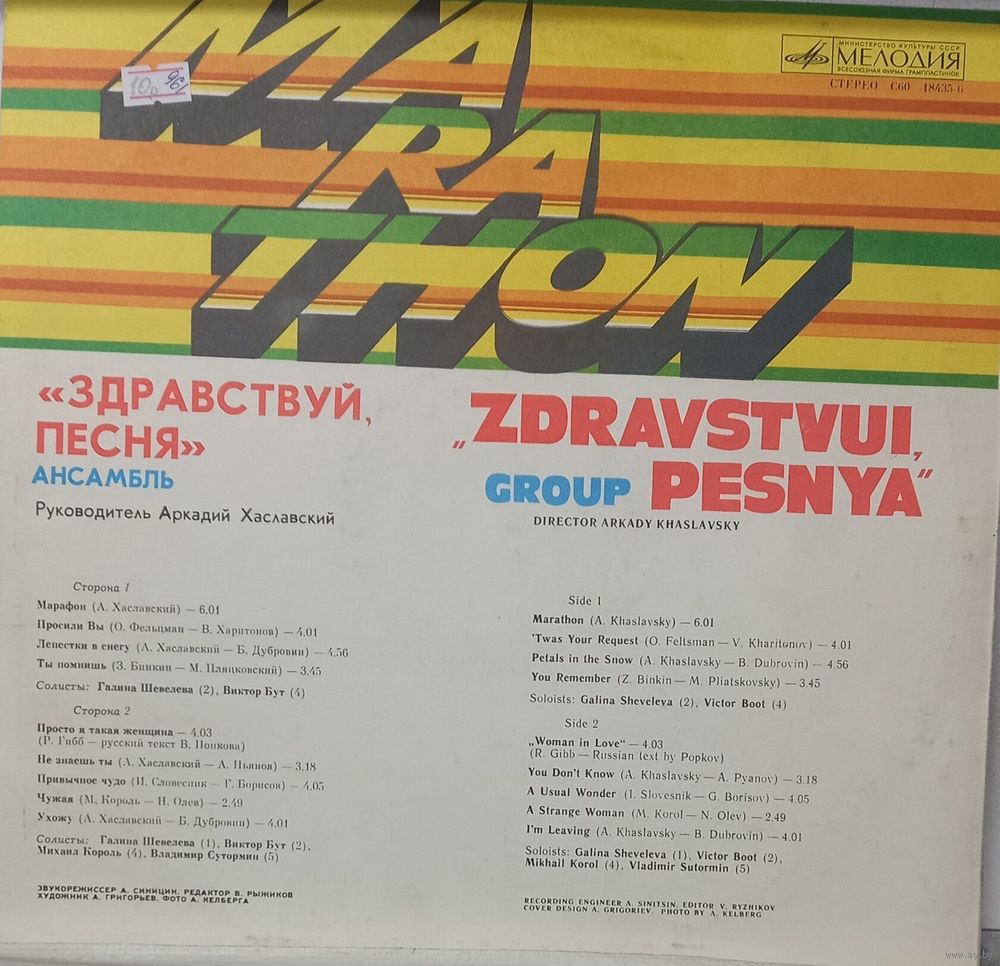 MA
RA
THON
10р
МИНИСТЕРСТВО КУЛЬТУРЫ СССР
МЕЛОДИЯ
ВСЕСОЮЗНАЯ ФИРМА ГРАМПЛАСТИНОК
СТЕРЕО С60 18435-6
«ЗДРАВСТВУЙ,
ПЕСНЯ»
АНСАМБЛЬ
Руководитель Аркадий Хаславский
„ZDRAVSTVUI,
GROUP PESNYA“
DIRECTOR ARKADY KHASLAVSKY
Сторона 1
Марафон (А. Хаславский) — 6.01
Просили Вы (О. Фельцман — В. Харитонов) — 4.01
Лепестки в снегу (А. Хаславский — Б. Дубровин) — 4.56
Ты помнишь (З. Бинкин — М. Пляцковский) — 3.45
Солисты: Галина Шевелева (2), Виктор Бут (4)
Сторона 2
Просто я такая женщина — 4.03
(Р. Гибб — русский текст В. Попкова)
Не знаешь ты (А. Хаславский — А. Пьянов) — 3.18
Привычное чудо (И. Словесник — Г. Борисов) — 4.05
Чужая (М. Король — Н. Олев) — 2.49
Ухожу (А. Хаславский — Б. Дубровин) — 4.01
Солисты: Галина Шевелева (1), Виктор Бут (2),
Михаил Король (4), Владимир Сутормин (5)
ЗВУКОРЕЖИССЕР А. СИНИЦИН. РЕДАКТОР В. РЫЖИКОВ
ХУДОЖНИК А. ГРИГОРЬЕВ. ФОТО А. КЕЛБЕРГА
Side 1
Marathon (A. Khaslavsky) — 6.01
'Twas Your Request (O. Feltsman — V. Kharitonov) — 4.01
Petals in the Snow (A. Khaslavsky — B. Dubrovin) — 4.56
You Remember (Z. Binkin — M. Pliatskovsky) — 3.45
Soloists: Galina Sheveleva (2), Victor Boot (4)
Side 2
„Woman in Love“ — 4.03
(R. Gibb — Russian text by Popkov)
You Don't Know (A. Khaslavsky — A. Pyanov) — 3.18
A Usual Wonder (I. Slovesnik — G. Borisov) — 4.05
A Strange Woman (M. Korol — N. Olev) — 2.49
I'm Leaving (A. Khaslavsky — B. Dubrovin) — 4.01
Soloists: Galina Sheveleva (1), Victor Boot (2),
Mikhail Korol (4), Vladimir Sutormin (5)
RECORDING ENGINEER A. SINITSIN. EDITOR V. RYZHIKOV
COVER DESIGN A. GRIGORIEV. PHOTO BY A. KELBERG
www.ay.by